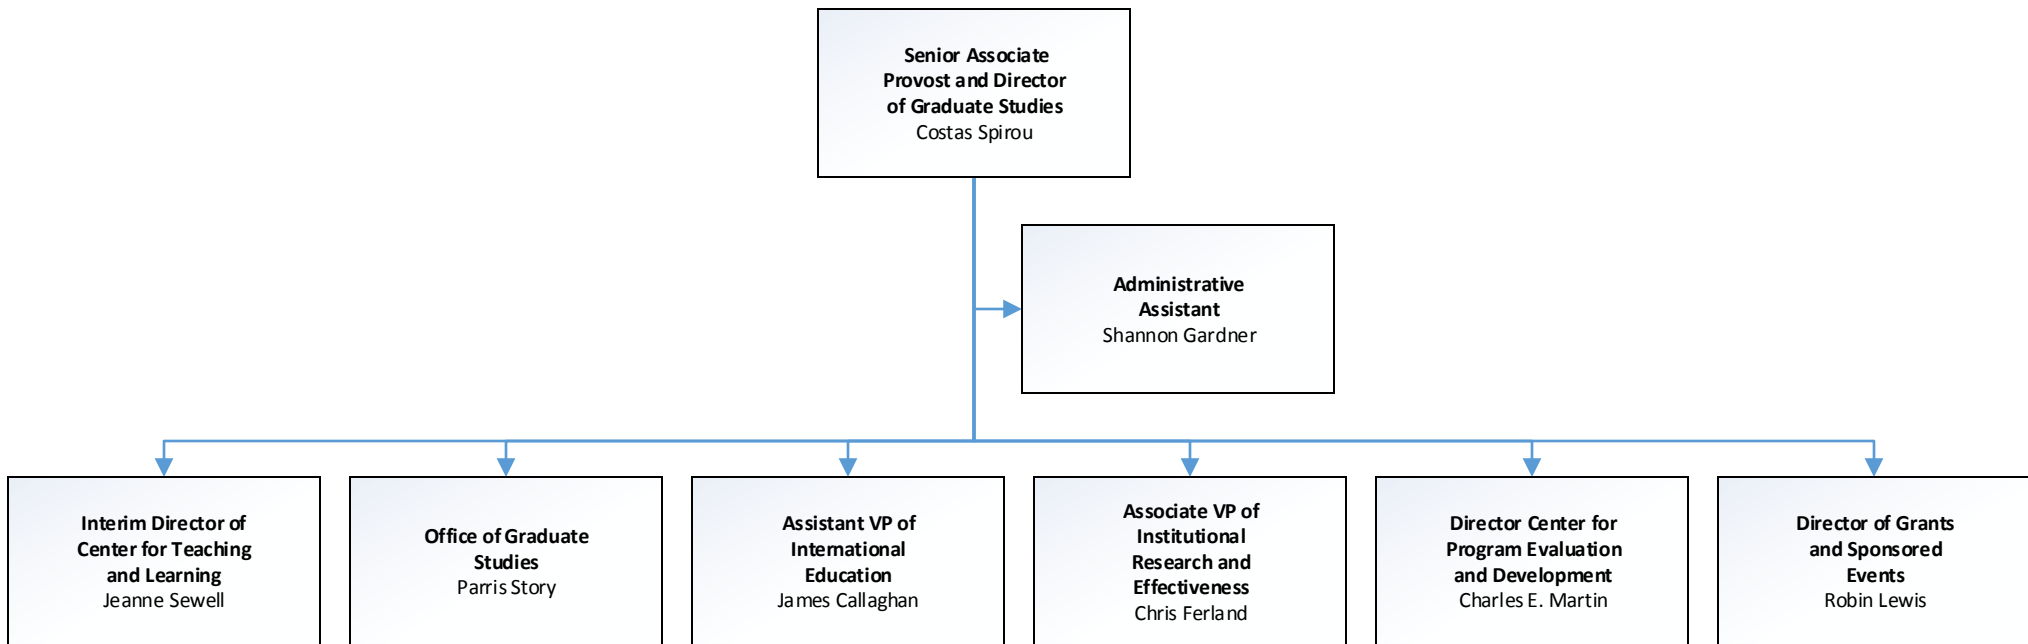 Senior Associate
Provost and Director
of Graduate Studies
Costas Spirou
Administrative
Assistant
Shannon Gardner
Interim Director of
Center for Teaching
and Learning
Jeanne Sewell
Office of Graduate
Studies
Parris Story
Assistant VP of
International
Education
James Callaghan
Associate VP of
Institutional
Research and
Effectiveness
Chris Ferland
Director Center for
Program Evaluation
and Development
Charles E. Martin
Director of Grants
and Sponsored
Events
Robin Lewis